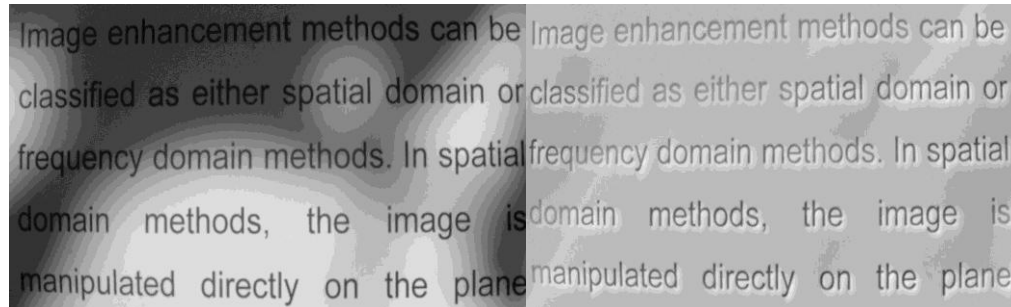 Image enhancement methods can be
classified as either spatial domain or
frequency domain methods. In spatial
domain methods, the image is
manipulated directly on the plane
Image enhancement methods can be
classified as either spatial domain or
frequency domain methods. In spatial
domain methods, the image is
manipulated directly on the plane